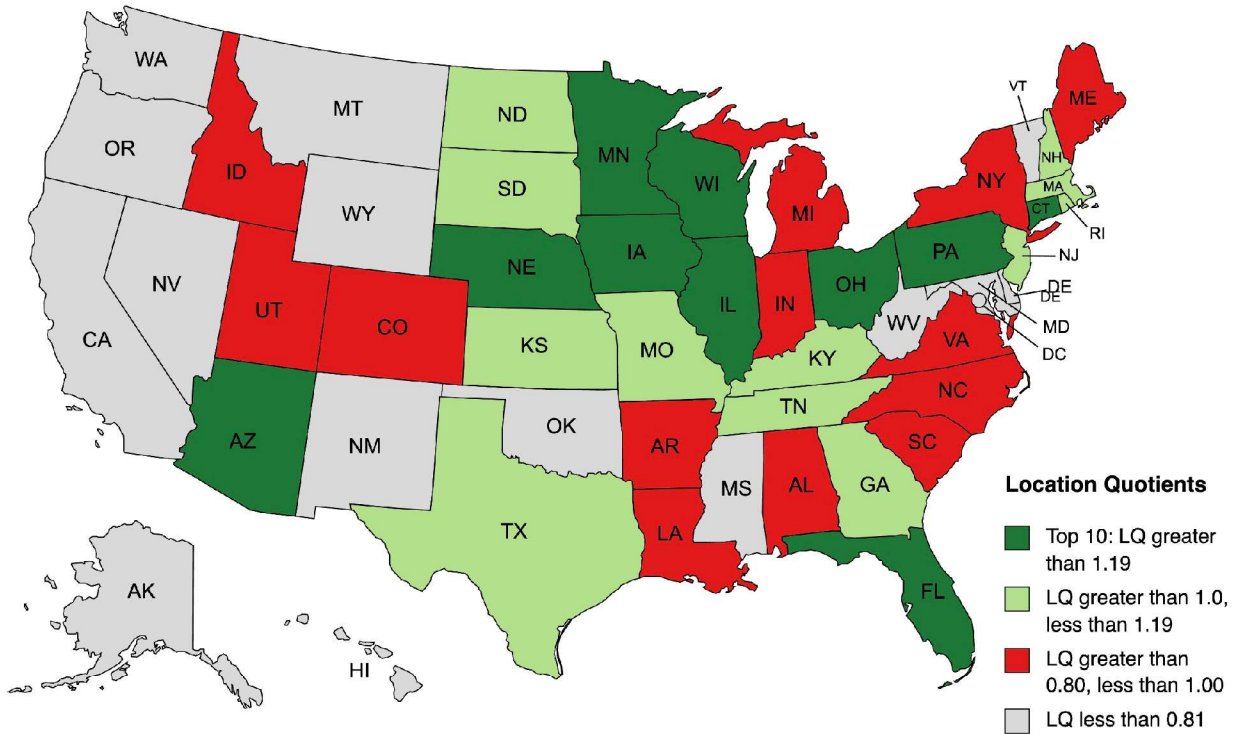 WA
MT
ND
MN
VT
ME
OR
ID
SD
WI
NH
NY
MA
WY
MI
CT
RI
NE
IA
PA
NJ
NV
OH
DE
DE
UT
CO
IL
IN
WV
MD
CA
KS
MO
VA
DC
KY
NC
TN
AZ
NM
OK
AR
SC
MS
AL
GA
TX
LA
AK
FL
HI
Location Quotients
Top 10: LQ greater
than 1.19
LQ greater than 1.0,
less than 1.19
LQ greater than
0.80, less than 1.00
LQ less than 0.81